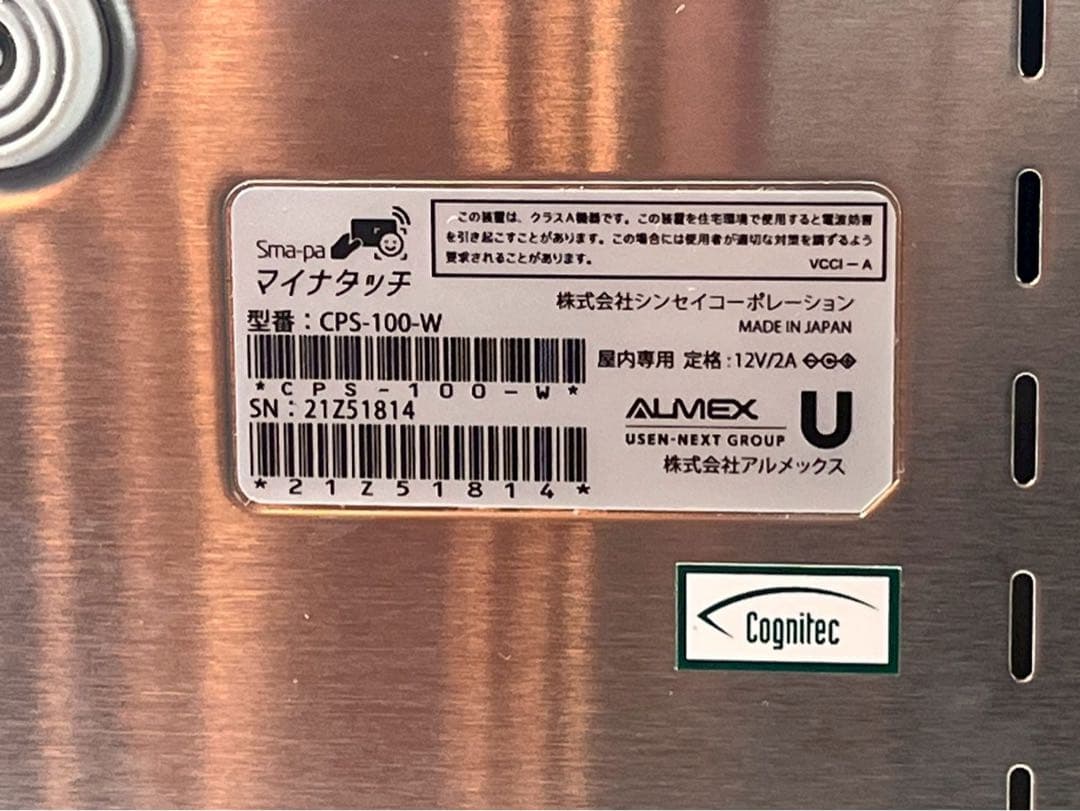 Sma-pa
マイナタッチ
この装置は、クラスA機器です。この装置を住宅環境で使用すると電波妨害
を引き起こすことがあります。この場合には使用者が適切な対策を講ずるよう
要求されることがあります。
VCCI－A
株式会社シンセイコーポレーション
MADE IN JAPAN
型番：CPS-100-W
*CPS-100-W*
屋内専用 定格：12V/2A
SN：21Z51814
*21Z51814*
ALMEX
USEN-NEXT GROUP
U
株式会社アルメックス
Cognitec